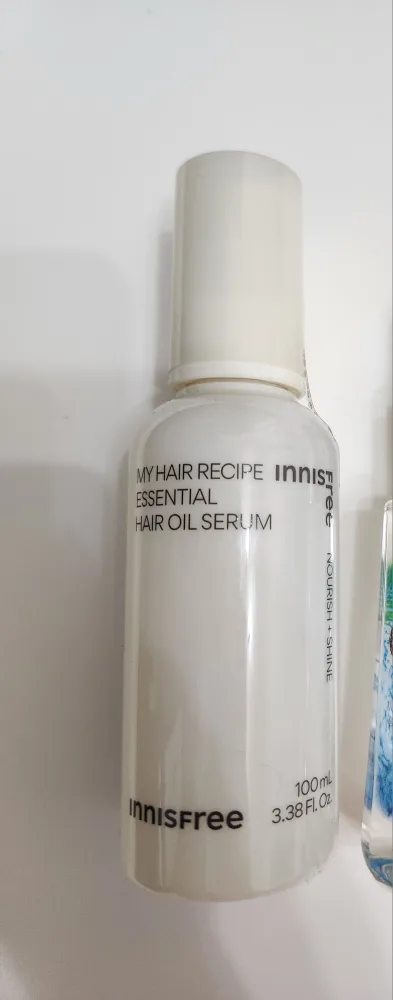 MY HAIR RECIPE
ESSENTIAL
HAIR OIL SERUM
innisFree
NOURISH + SHINE
100 mL
3.38 Fl. Oz.
innisFree